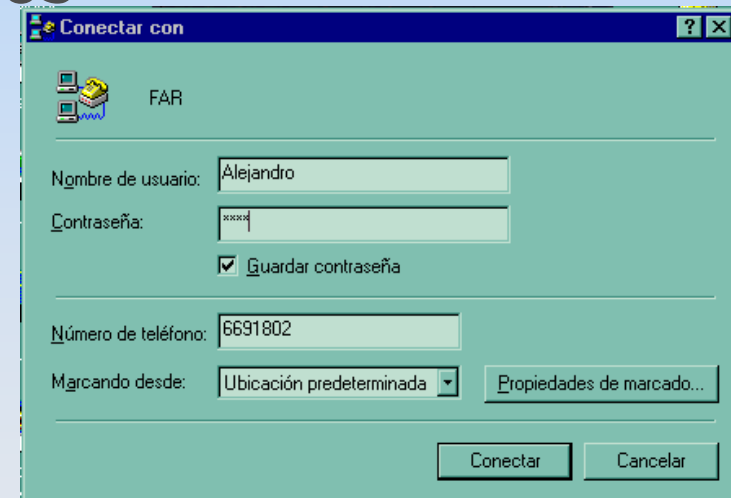 Conectar con
FAR
Nombre de usuario: Alejandro
Contraseña: ****
Guardar contraseña
Número de teléfono: 6691802
Marcando desde: Ubicación predeterminada Propiedades de marcado...
Conectar Cancelar